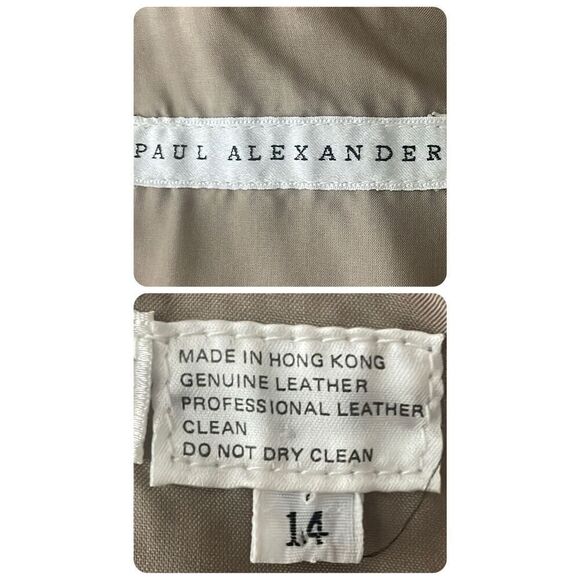 PAUL ALEXANDER
MADE IN HONG KONG
GENUINE LEATHER
PROFESSIONAL LEATHER
CLEAN
DO NOT DRY CLEAN
14